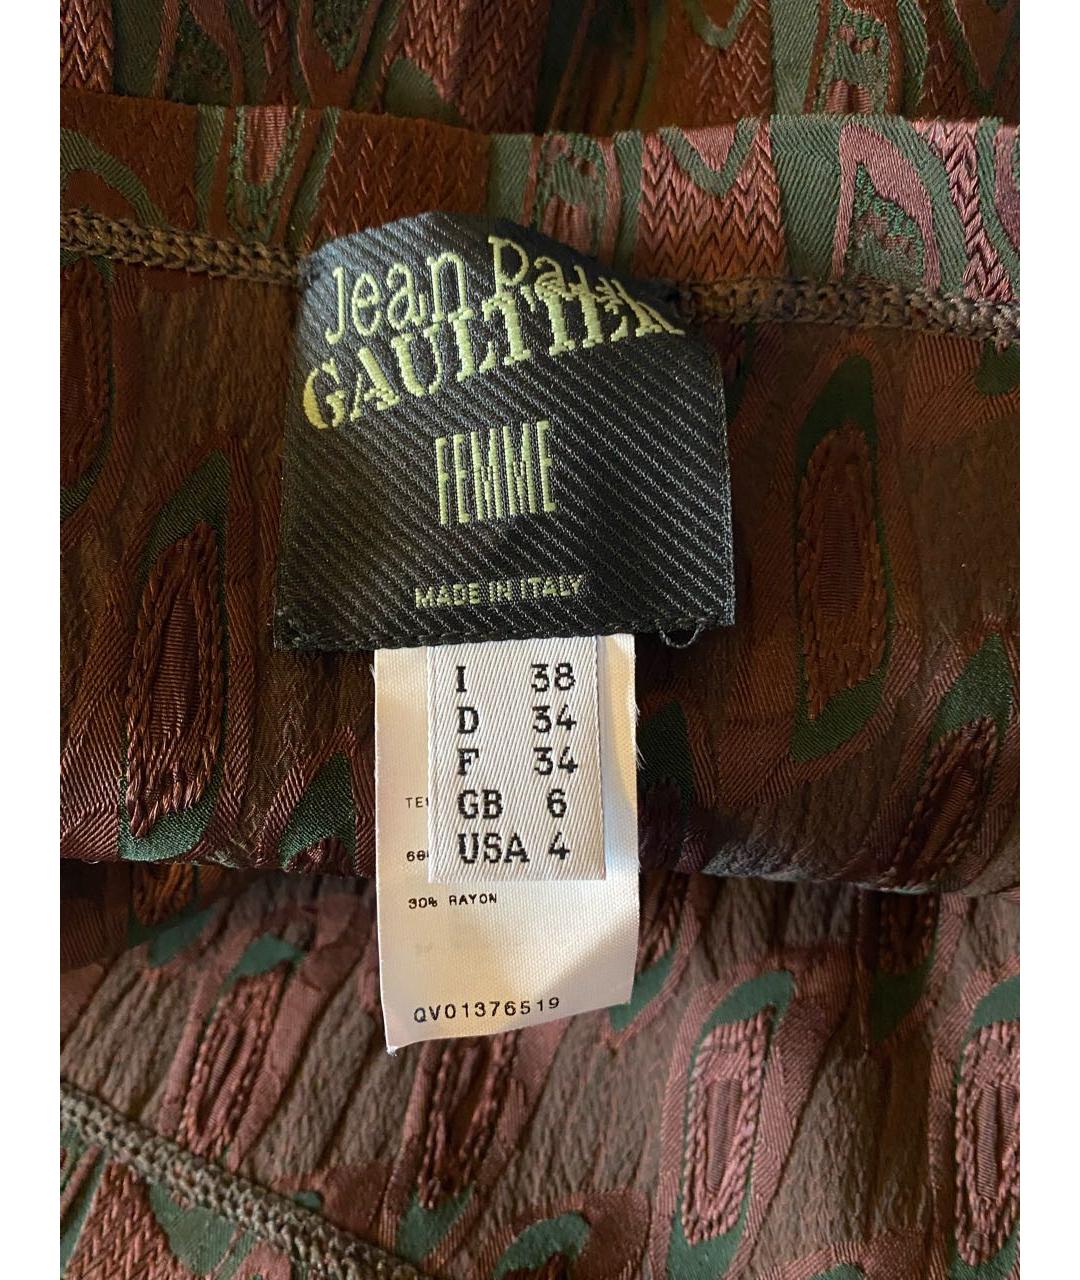 Jean Paul
GAULTIER
FEMME
MADE IN ITALY
I 38
D 34
F 34
GB 6
USA 4
30% RAYON
QV01376519